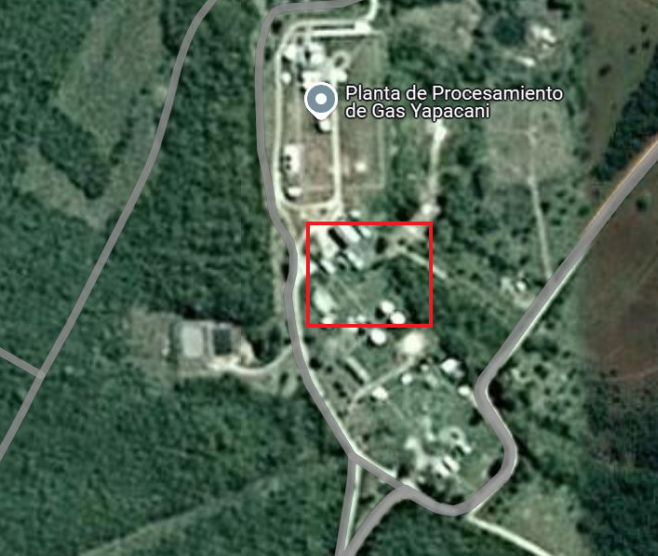 Planta de Procesamiento
de Gas Yapacani